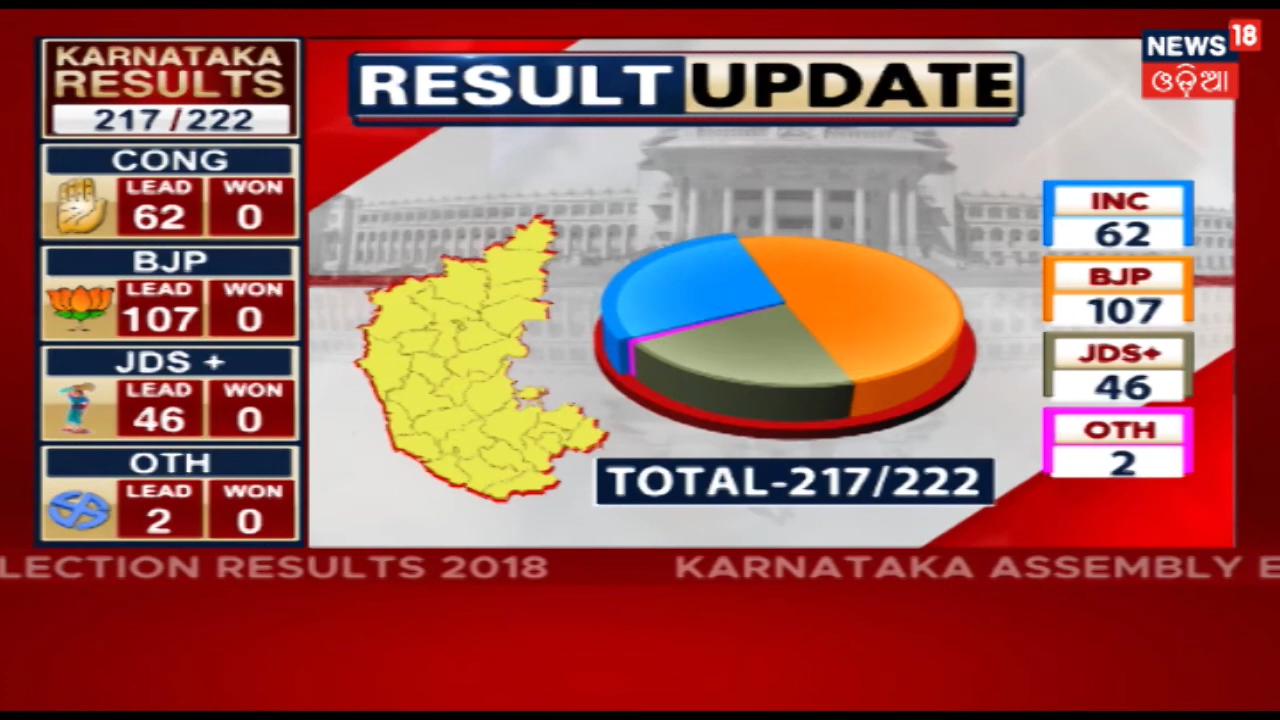 KARNATAKA
RESULTS
217/222
CONG
LEAD WON
62 0
BJP
LEAD WON
107 0
JDS +
LEAD WON
46 0
OTH
LEAD WON
2 0
RESULT UPDATE
TOTAL-217/222
NEWS 18
ଓଡ଼ିଆ
INC
62
BJP
107
JDS+
46
OTH
2
LECTION RESULTS 2018 KARNATAKA ASSEMBLY E